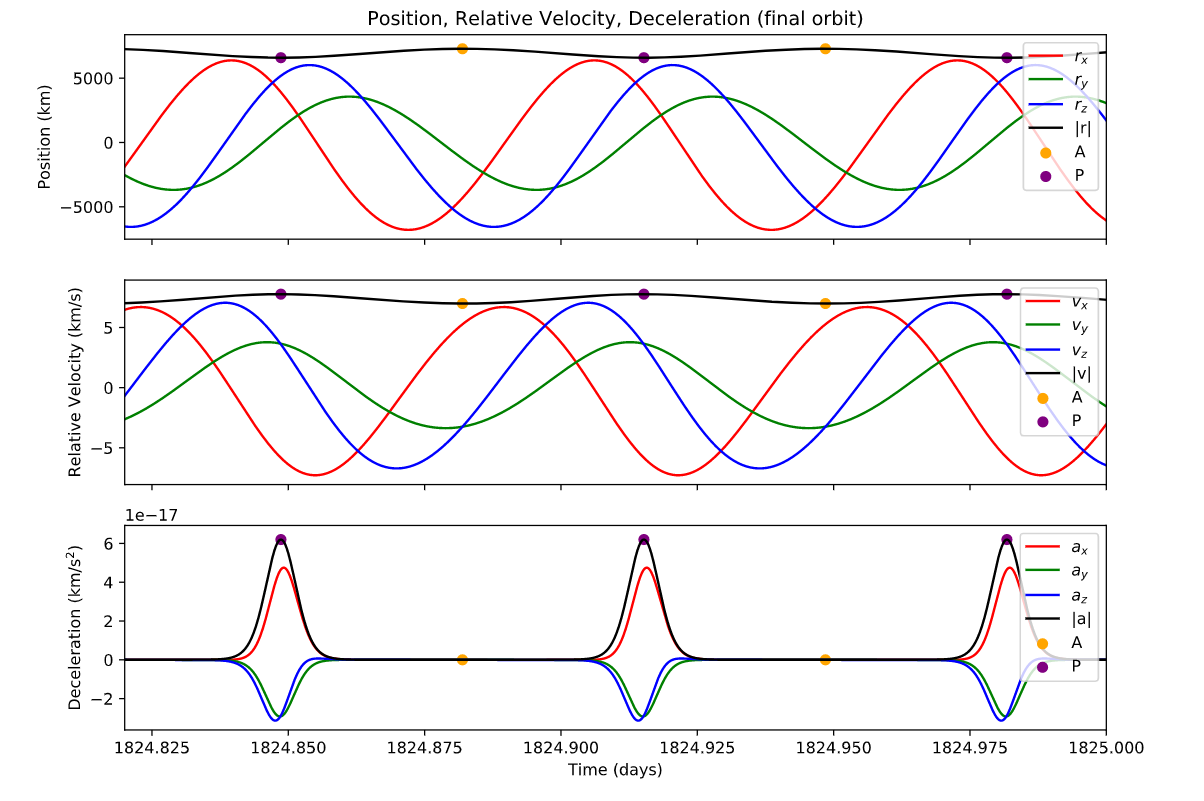 Position, Relative Velocity, Deceleration (final orbit)
Position (km)
5000
0
−5000
r_x
r_y
r_z
|r|
A
P
Relative Velocity (km/s)
5
0
−5
v_x
v_y
v_z
|v|
A
P
1e−17
Deceleration (km/s²)
6
4
2
0
−2
a_x
a_y
a_z
|a|
A
P
1824.825 1824.850 1824.875 1824.900 1824.925 1824.950 1824.975 1825.000
Time (days)